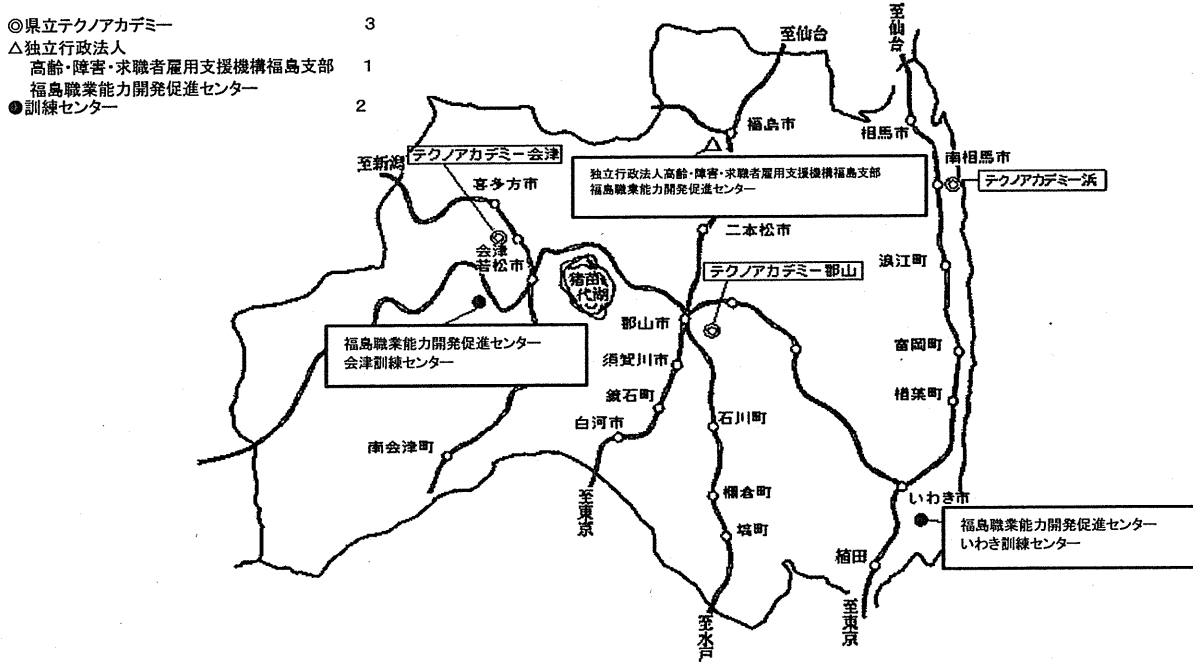 ◎県立テクノアカデミー 3
△独立行政法人
高齢・障害・求職者雇用支援機構福島支部 1
福島職業能力開発促進センター
●訓練センター 2
至仙台
至仙台
福島市
相馬市
南相馬市
テクノアカデミー浜
至新潟
テクノアカデミー会津
喜多方市
独立行政法人高齢・障害・求職者雇用支援機構福島支部
福島職業能力開発促進センター
二本松市
会津
若松市
猪苗
代湖
テクノアカデミー郡山
浪江町
郡山市
福島職業能力開発促進センター
会津訓練センター
須賀川市
富岡町
鏡石町
楢葉町
白河市
石川町
南会津町
至東京
棚倉町
いわき市
福島職業能力開発促進センター
いわき訓練センター
塙町
植田
至水戸
至東京